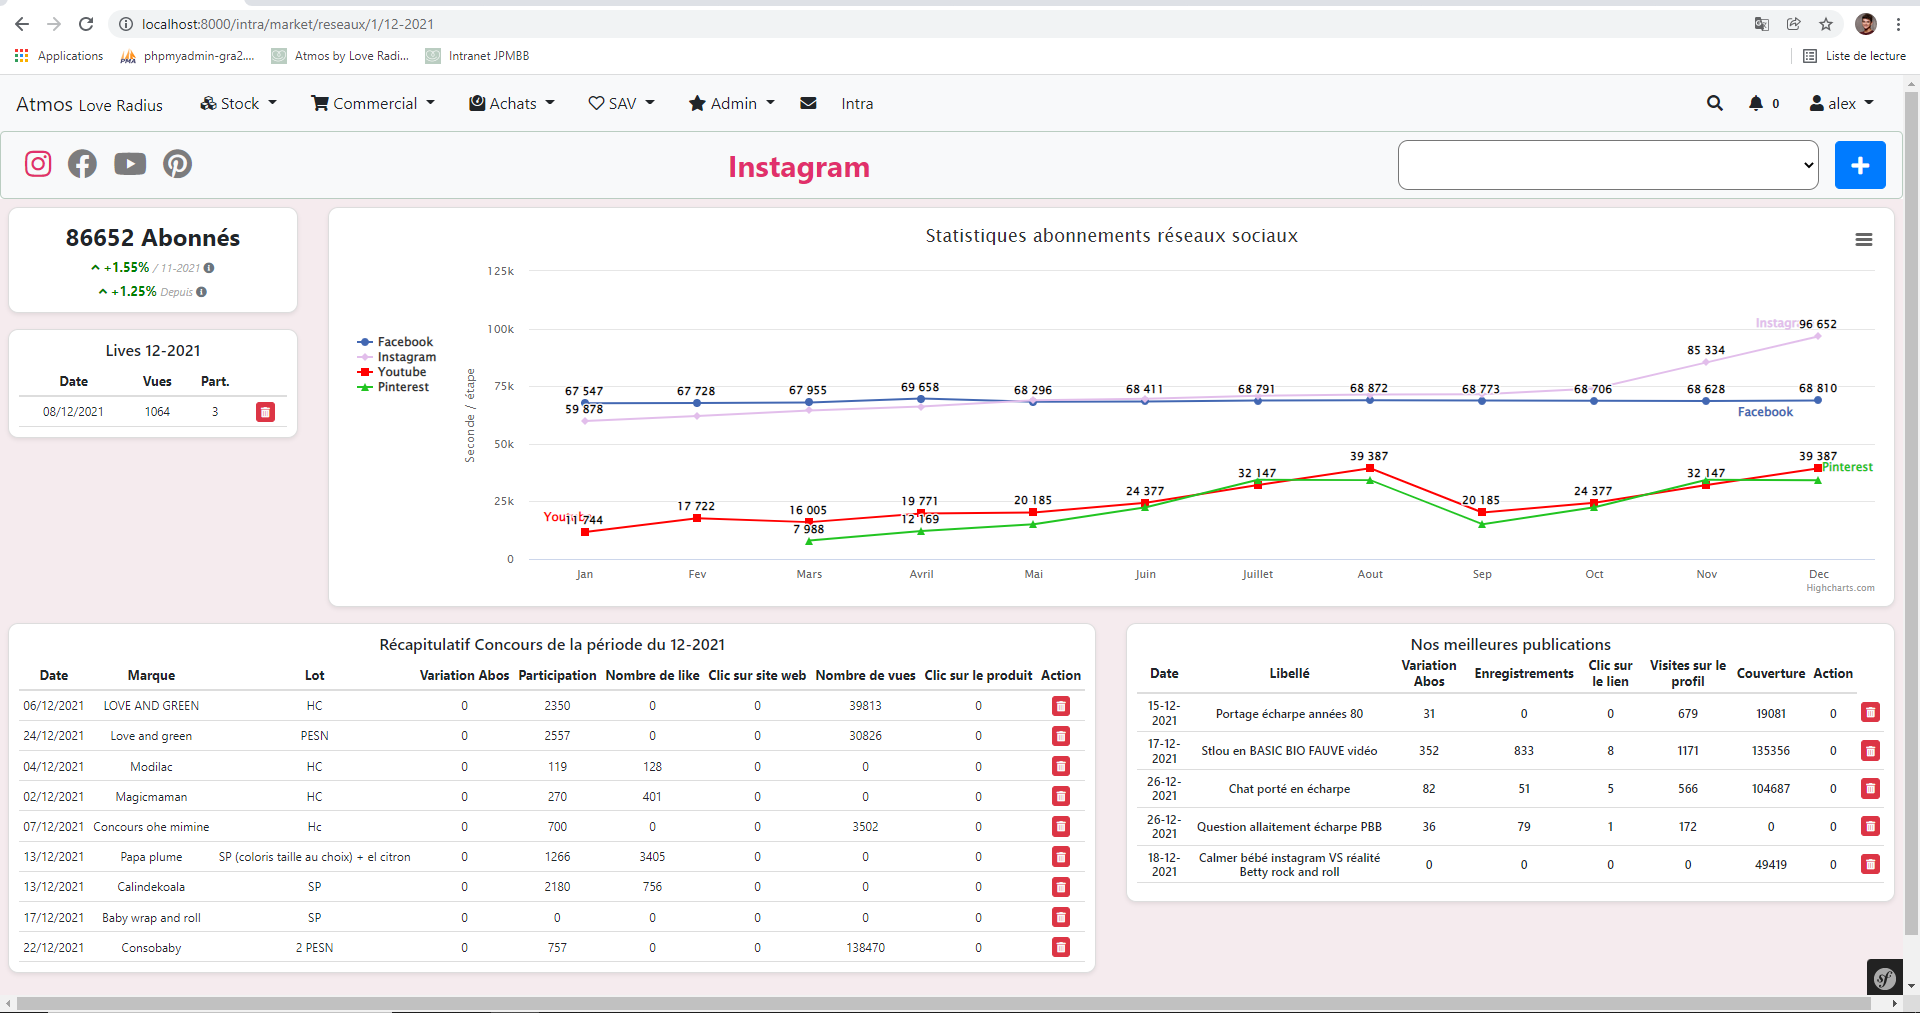 localhost:8000/intra/market/reseaux/1/12-2021
Applications phpmyadmin-gra2.... Atmos by Love Radi... Intranet JPMBB Liste de lecture
Atmos Love Radius Stock Commercial Achats SAV Admin Intra 0 alex
Instagram
86652 Abonnés
+1.55% / 11-2021
+1.25% Depuis
Lives 12-2021
Date Vues Part.
08/12/2021 1064 3
Statistiques abonnements réseaux sociaux
Facebook
Instagram
Youtube
Pinterest
Seconde / étape
125k
100k
75k
50k
25k
0
Instagr 96 652
85 334
67 547 67 728 67 955 69 658 68 296 68 411 68 791 68 872 68 773 68 706 68 628 68 810
59 878
Facebook
39 387 39 387
Pinterest
32 147 32 147
24 377 24 377
19 771 20 185 20 185
17 722 16 005
11 744
12 169
7 988
Jan Fev Mars Avril Mai Juin Juillet Aout Sep Oct Nov Dec
Highcharts.com
Récapitulatif Concours de la période du 12-2021
Date Marque Lot Variation Abos Participation Nombre de like Clic sur site web Nombre de vues Clic sur le produit Action
06/12/2021 LOVE AND GREEN HC 0 2350 0 0 39813 0
24/12/2021 Love and green PESN 0 2557 0 0 30826 0
04/12/2021 Modilac HC 0 119 128 0 0 0
02/12/2021 Magicmaman HC 0 270 401 0 0 0
07/12/2021 Concours ohe mimine Hc 0 700 0 0 3502 0
13/12/2021 Papa plume SP (coloris taille au choix) + el citron 0 1266 3405 0 0 0
13/12/2021 Calindekoala SP 0 2180 756 0 0 0
17/12/2021 Baby wrap and roll SP 0 0 0 0 0 0
22/12/2021 Consobaby 2 PESN 0 757 0 0 138470 0
Nos meilleures publications
Date Libellé Variation Abos Enregistrements Clic sur le lien Visites sur le profil Couverture Action
15-12-2021 Portage écharpe années 80 31 0 0 679 19081 0
17-12-2021 Stlou en BASIC BIO FAUVE vidéo 352 833 8 1171 135356 0
26-12-2021 Chat porté en écharpe 82 51 5 566 104687 0
26-12-2021 Question allaitement écharpe PBB 36 79 1 172 0 0
18-12-2021 Calmer bébé instagram VS réalité Betty rock and roll 0 0 0 0 49419 0